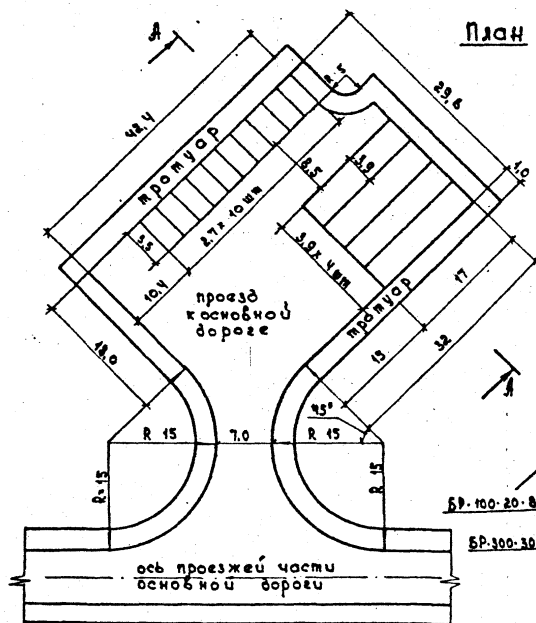 План
А
42,4
тротуар
R=5
29,6
1,0
3,9
8,5
2,7 х 10 шт
5,5
10,4
3,9 х 4 шт
проезд
к основной
дороге
тротуар
17
32
15
18,0
А
45°
R 15
7,0
R 15
R=15
R 15
БР·100·20·8
БР·300·30
ось проезжей части
основной дороги